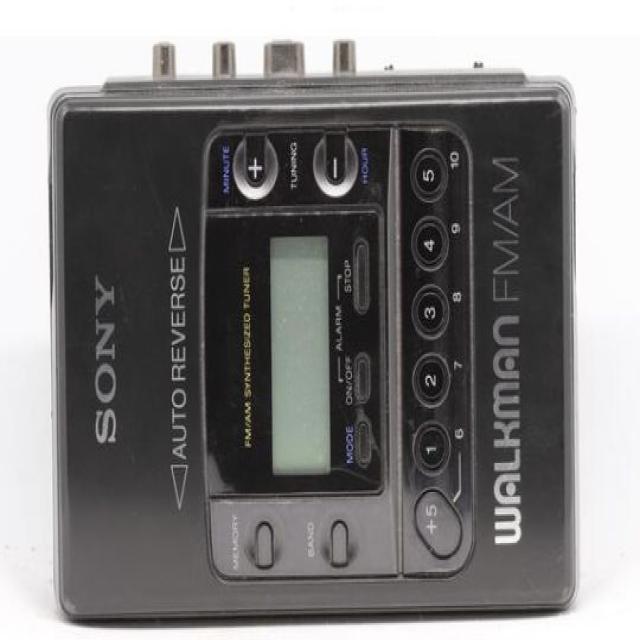 SONY
◁AUTO REVERSE▷
MEMORY
BAND
FM/AM SYNTHESIZED TUNER
MODE
ON/OFF
ALARM
STOP
MINUTE
+
TUNING
−
HOUR
+5
1 2 3 4 5
6 7 8 9 10
WALKMAN FM/AM